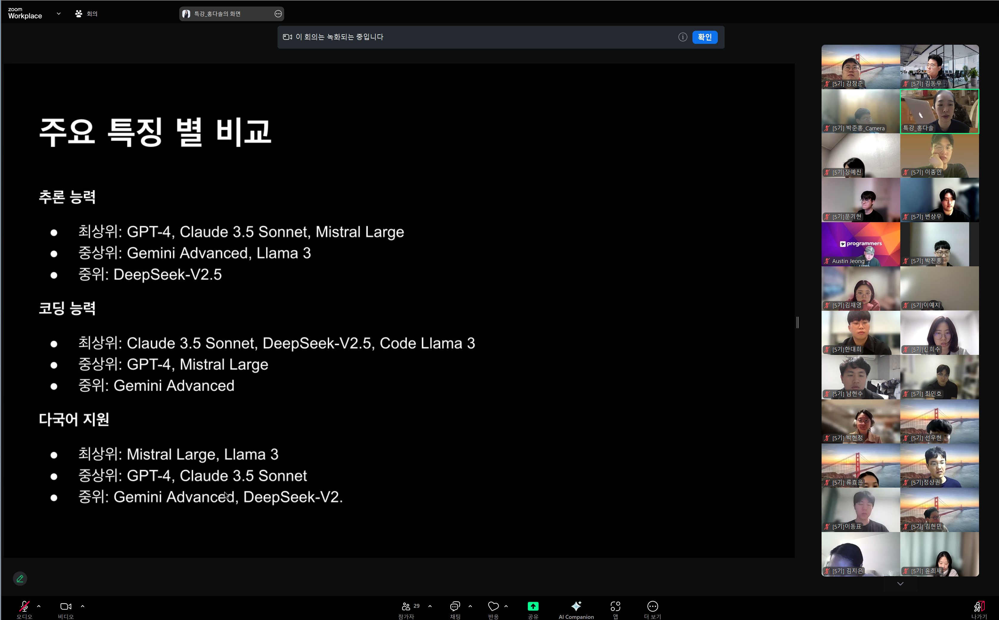 zoom
Workplace
회의
특강_홍다솔의 화면
이 회의는 녹화되는 중입니다
확인
주요 특징 별 비교
추론 능력
● 최상위: GPT-4, Claude 3.5 Sonnet, Mistral Large
● 중상위: Gemini Advanced, Llama 3
● 중위: DeepSeek-V2.5
코딩 능력
● 최상위: Claude 3.5 Sonnet, DeepSeek-V2.5, Code Llama 3
● 중상위: GPT-4, Mistral Large
● 중위: Gemini Advanced
다국어 지원
● 최상위: Mistral Large, Llama 3
● 중상위: GPT-4, Claude 3.5 Sonnet
● 중위: Gemini Advanced, DeepSeek-V2.
[5기] 강창준
[5기] 김동우
[5기] 박준홍_Camera
특강_홍다솔
[5기]장예진
[5기] 이종인
[5기]문기현
[5기] 변상우
programmers
Austin Jeong
[5기] 박진홍
[5기]김재영
[5기]이예지
[5기]한대희
[5기]신희수
[5기] 남현수
[5기] 최인호
[5기] 박현정
[5기] 선우현
[5기] 류효은
[5기]정상권
[5기]이동표
[5기] 김현민
[5기] 김지은
[5기] 윤희재
오디오
비디오
29
참가자
채팅
반응
공유
AI Companion
앱
더 보기
나가기